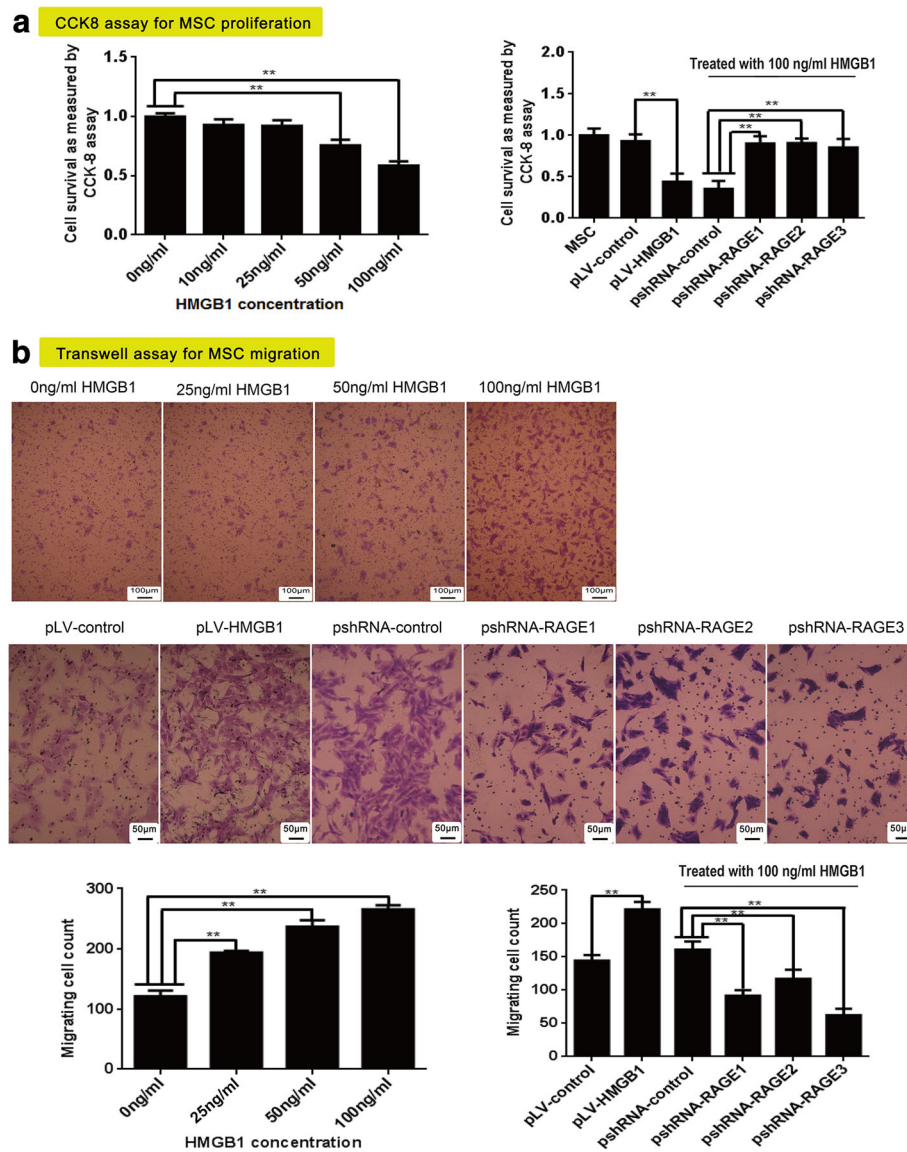 a CCK8 assay for MSC proliferation
Cell survival as measured by
CCK-8 assay
1.5
1.0
0.5
0.0
**
**
0ng/ml
10ng/ml
25ng/ml
50ng/ml
100ng/ml
HMGB1 concentration
Cell survival as measured by
CCK-8 assay
2.0
1.5
1.0
0.5
0.0
Treated with 100 ng/ml HMGB1
**
**
**
**
MSC
pLV-control
pLV-HMGB1
pshRNA-control
pshRNA-RAGE1
pshRNA-RAGE2
pshRNA-RAGE3
b Transwell assay for MSC migration
0ng/ml HMGB1
25ng/ml HMGB1
50ng/ml HMGB1
100ng/ml HMGB1
100μm
100μm
100μm
100μm
pLV-control
pLV-HMGB1
pshRNA-control
pshRNA-RAGE1
pshRNA-RAGE2
pshRNA-RAGE3
50μm
50μm
50μm
50μm
50μm
50μm
Migrating cell count
300
200
100
0
**
**
**
0ng/ml
25ng/ml
50ng/ml
100ng/ml
HMGB1 concentration
Migrating cell count
250
200
150
100
50
0
Treated with 100 ng/ml HMGB1
**
**
**
**
pLV-control
pLV-HMGB1
pshRNA-control
pshRNA-RAGE1
pshRNA-RAGE2
pshRNA-RAGE3